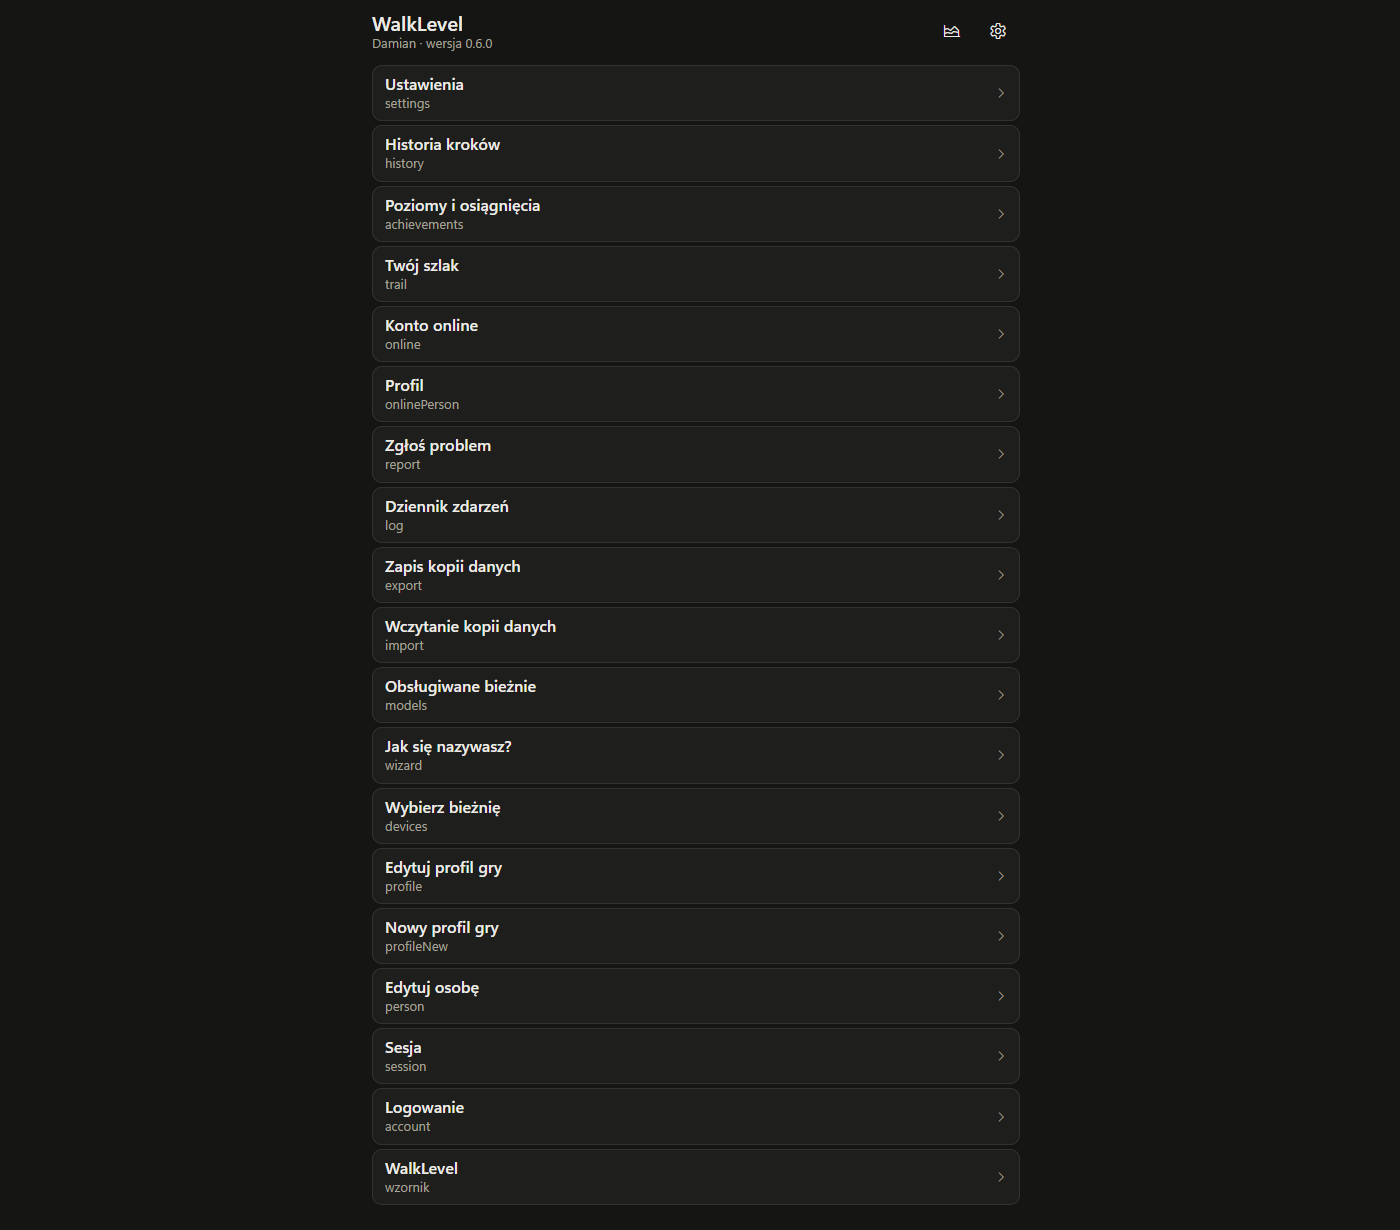 WalkLevel
Damian · wersja 0.6.0
Ustawienia
settings
Historia kroków
history
Poziomy i osiągnięcia
achievements
Twój szlak
trail
Konto online
online
Profil
onlinePerson
Zgłoś problem
report
Dziennik zdarzeń
log
Zapis kopii danych
export
Wczytanie kopii danych
import
Obsługiwane bieżnie
models
Jak się nazywasz?
wizard
Wybierz bieżnię
devices
Edytuj profil gry
profile
Nowy profil gry
profileNew
Edytuj osobę
person
Sesja
session
Logowanie
account
WalkLevel
wzornik